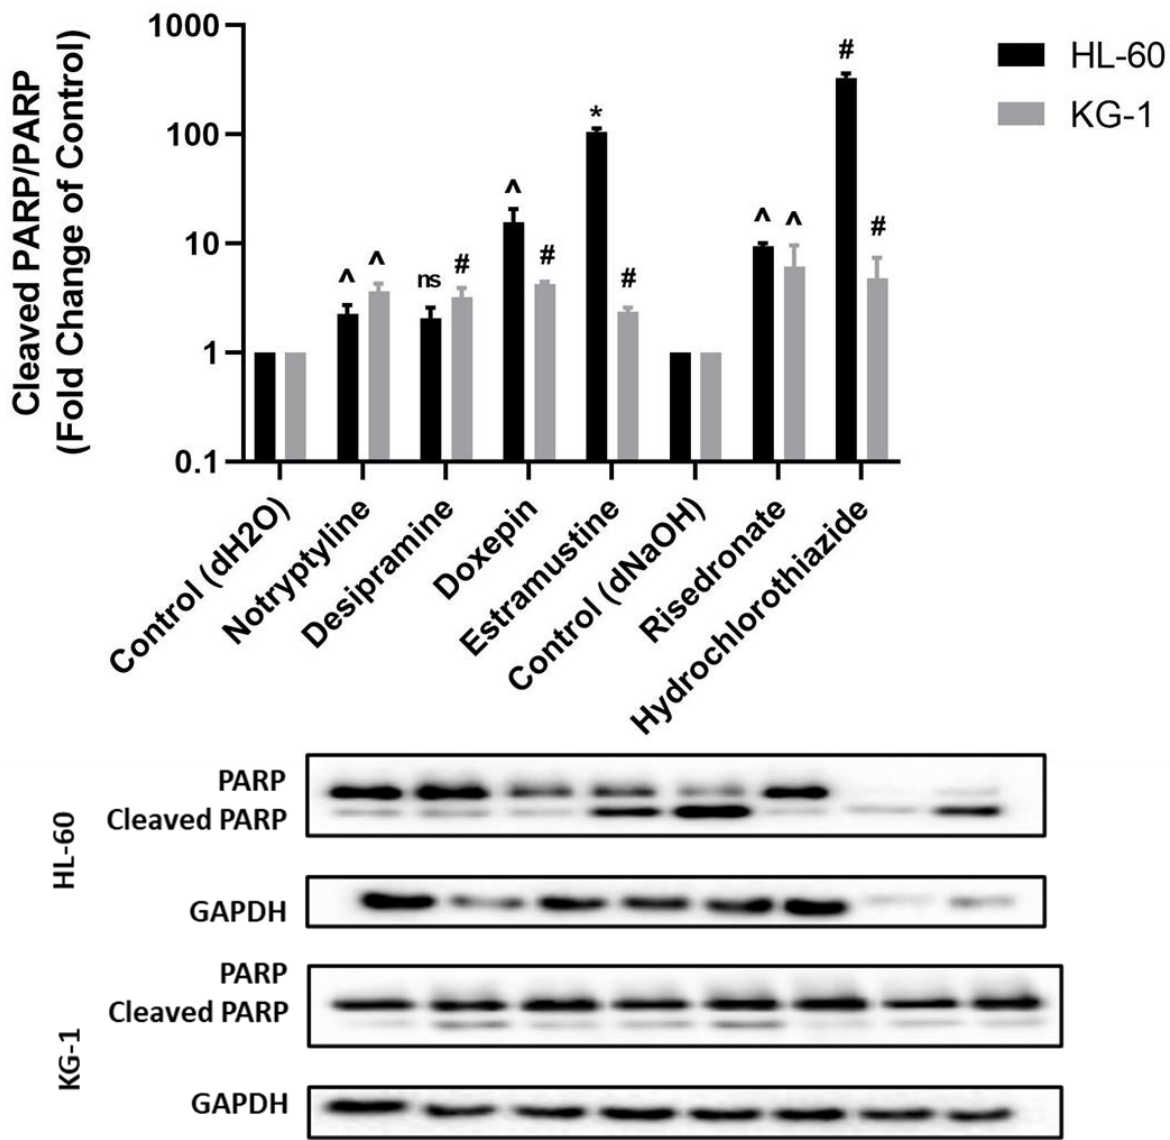 Cleaved PARP/PARP
(Fold Change of Control)
1000
100
10
1
0.1
^
^
ns
#
^
#
*
#
^
^
#
#
HL-60
KG-1
Control (dH2O)
Notryptyline
Desipramine
Doxepin
Estramustine
Control (dNaOH)
Risedronate
Hydrochlorothiazide
HL-60
PARP
Cleaved PARP
GAPDH
KG-1
PARP
Cleaved PARP
GAPDH